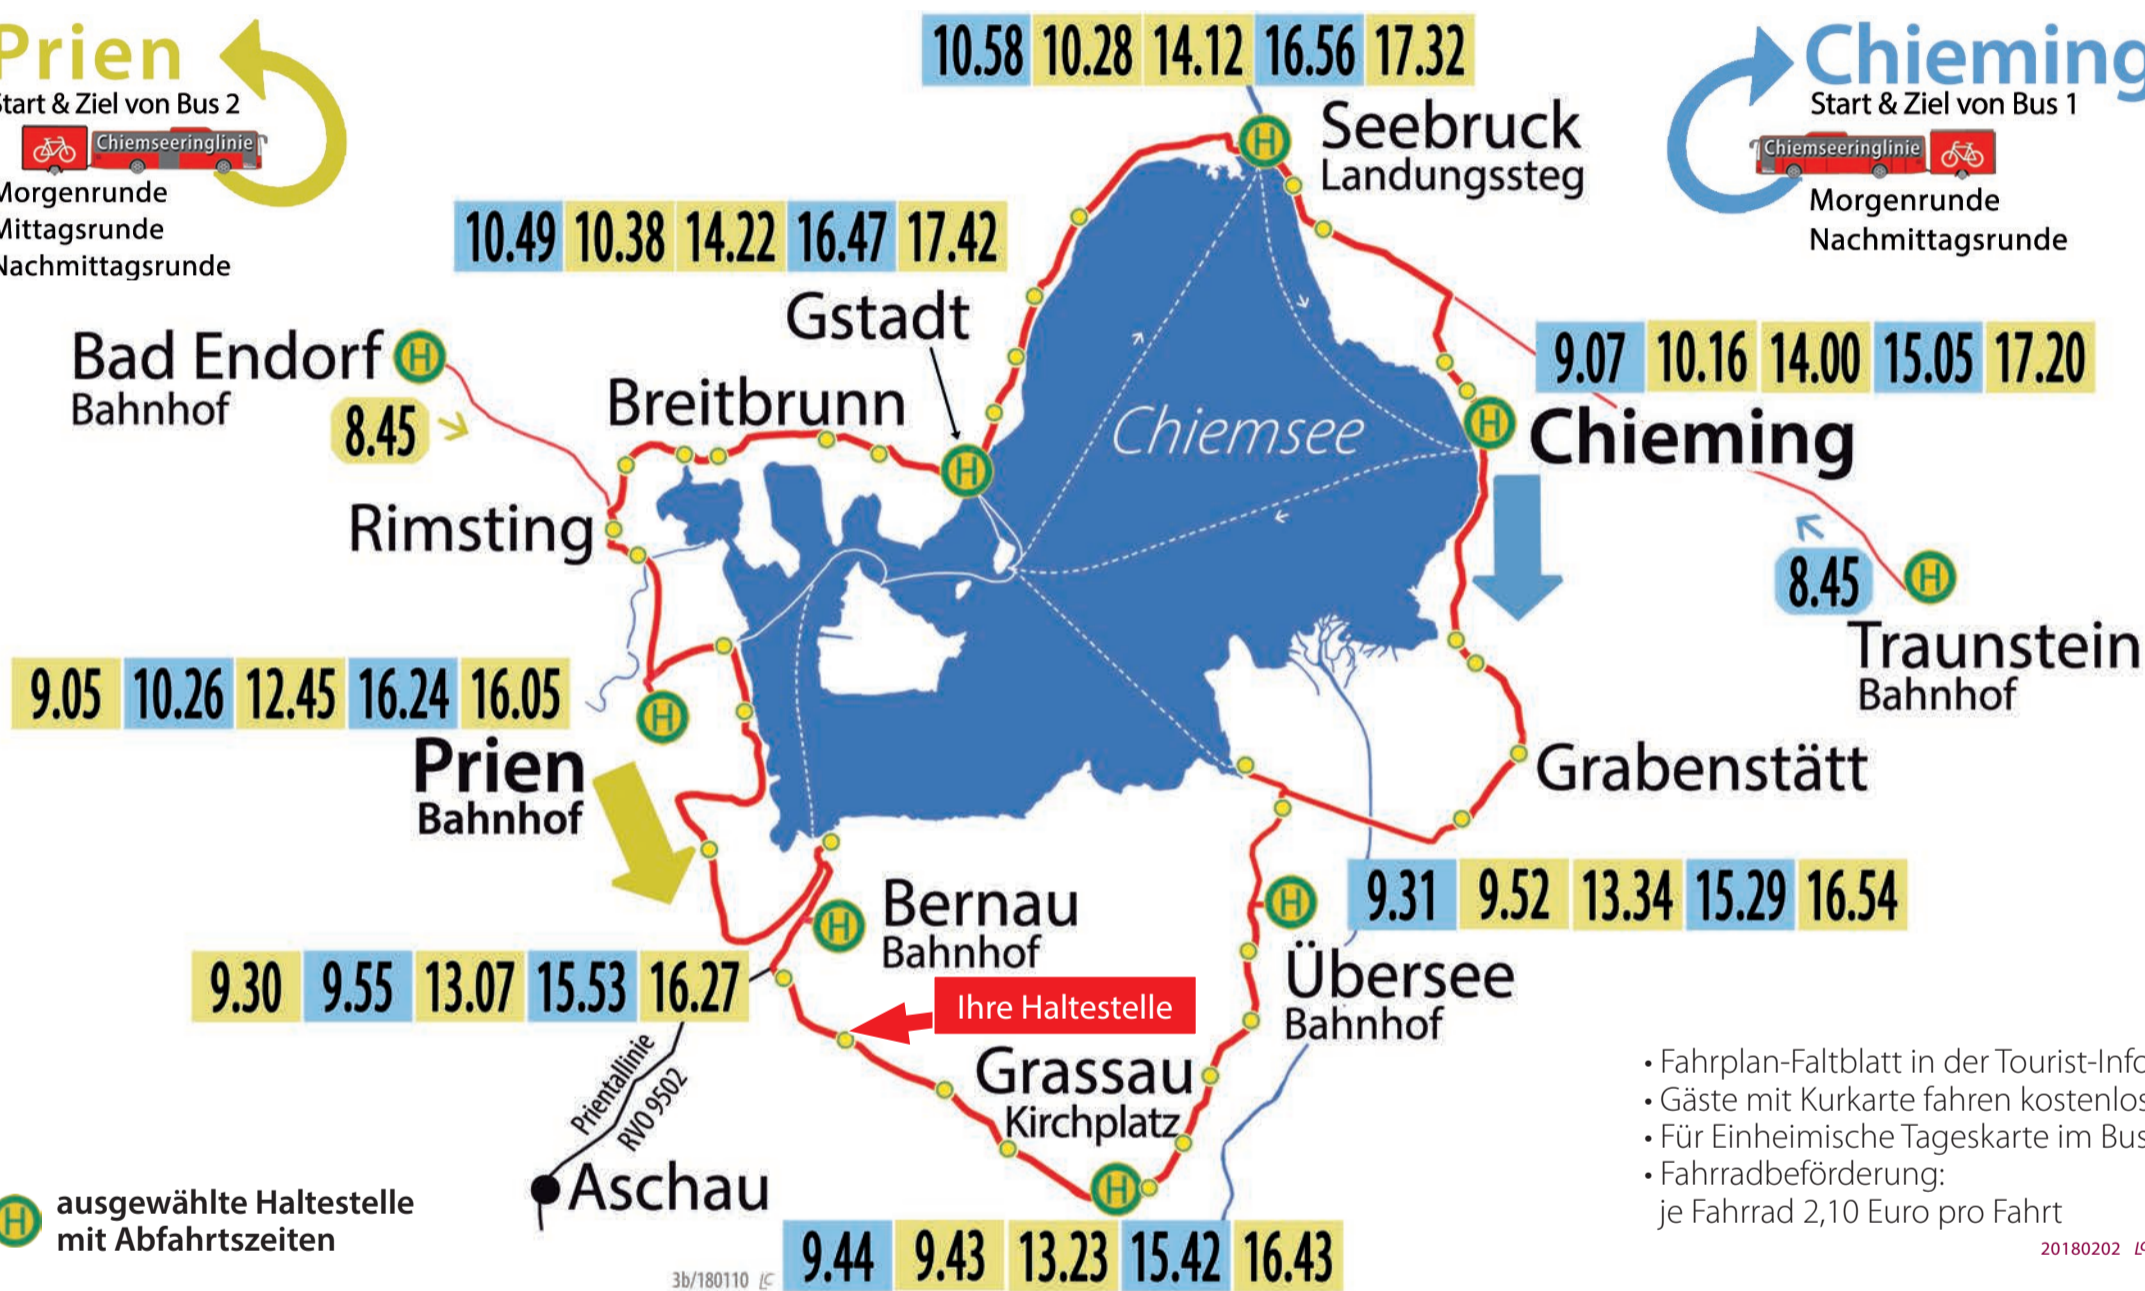 Prien
Start & Ziel von Bus 2
Chiemseeringlinie
Morgenrunde
Mittagsrunde
Nachmittagsrunde
10.58 10.28 14.12 16.56 17.32
Seebruck
Landungssteg
Chieming
Start & Ziel von Bus 1
Chiemseeringlinie
Morgenrunde
Nachmittagsrunde
10.49 10.38 14.22 16.47 17.42
Gstadt
Bad Endorf H
Bahnhof
8.45
Breitbrunn
Rimsting
Chiemsee
9.07 10.16 14.00 15.05 17.20
H Chieming
8.45 H
Traunstein
Bahnhof
9.05 10.26 12.45 16.24 16.05
H
Prien
Bahnhof
Grabenstätt
H
H
9.31 9.52 13.34 15.29 16.54
H
Übersee
Bahnhof
H Bernau
Bahnhof
9.30 9.55 13.07 15.53 16.27
Ihre Haltestelle
Prientallinie
RVO 9502
Aschau
Grassau
Kirchplatz
H
9.44 9.43 13.23 15.42 16.43
H ausgewählte Haltestelle
mit Abfahrtszeiten
3b/180110 LC
• Fahrplan-Faltblatt in der Tourist-Info
• Gäste mit Kurkarte fahren kostenlos
• Für Einheimische Tageskarte im Bus
• Fahrradbeförderung:
je Fahrrad 2,10 Euro pro Fahrt
20180202 LC